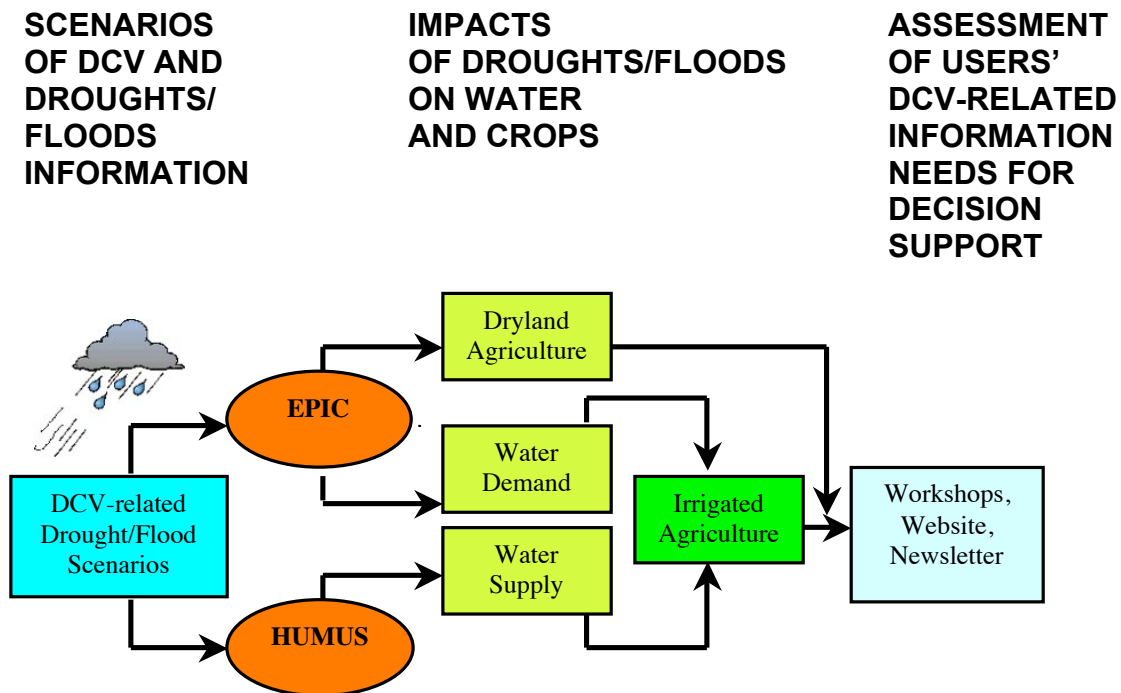 SCENARIOS
OF DCV AND
DROUGHTS/
FLOODS
INFORMATION
IMPACTS
OF DROUGHTS/FLOODS
ON WATER
AND CROPS
ASSESSMENT
OF USERS’
DCV-RELATED
INFORMATION
NEEDS FOR
DECISION
SUPPORT
Dryland
Agriculture
EPIC
Water
Demand
DCV-related
Drought/Flood
Scenarios
Irrigated
Agriculture
Workshops,
Website,
Newsletter
Water
Supply
HUMUS